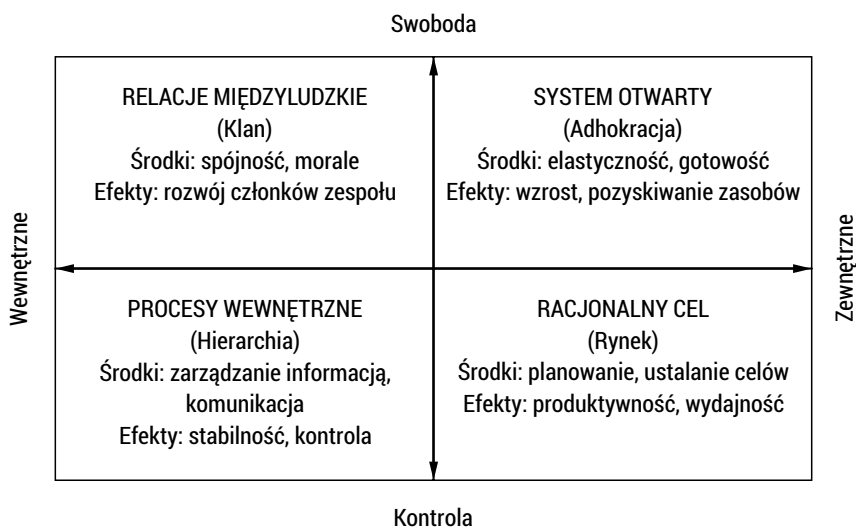 Swoboda
RELACJE MIĘDZYLUDZKIE
(Klan)
Środki: spójność, morale
Efekty: rozwój członków zespołu
SYSTEM OTWARTY
(Adhokracja)
Środki: elastyczność, gotowość
Efekty: wzrost, pozyskiwanie zasobów
Wewnętrzne
Zewnętrzne
PROCESY WEWNĘTRZNE
(Hierarchia)
Środki: zarządzanie informacją,
komunikacja
Efekty: stabilność, kontrola
RACJONALNY CEL
(Rynek)
Środki: planowanie, ustalanie celów
Efekty: produktywność, wydajność
Kontrola